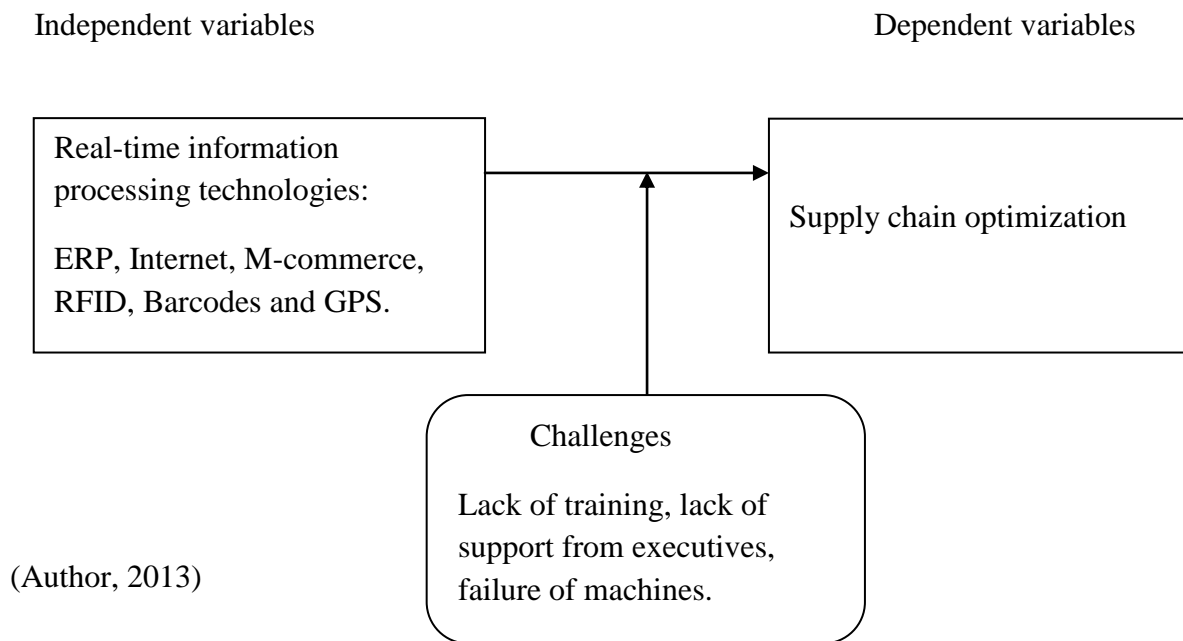 Independent variables
Dependent variables
Real-time information
processing technologies:
ERP, Internet, M-commerce,
RFID, Barcodes and GPS.
Supply chain optimization
Challenges
Lack of training, lack of
support from executives,
failure of machines.
(Author, 2013)